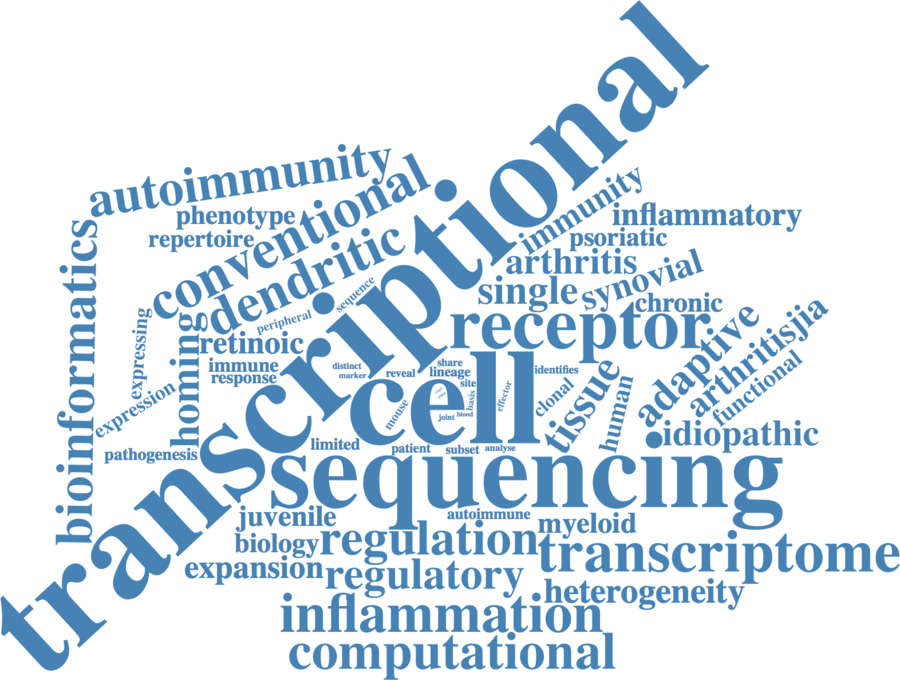 transcriptional
autoimmunity
phenotype
repertoire
conventional
dendritic
bioinformatics
expressing
homing
expression
pathogenesis
retinoic
immune
response
peripheral
sequence
immunity
inflammatory
psoriatic
arthritis
synovial
single
chronic
receptor
adaptive
arthritisjia
functional
idiopathic
tissue
human
clonal
identifies
effector
cell
distinct
marker
reveal
share
lineage
site
basis
mouse
joint
blood
limited
patient
subset
analyse
sequencing
juvenile
autoimmune
myeloid
biology
regulation
transcriptome
expansion
regulatory
heterogeneity
inflammation
computational